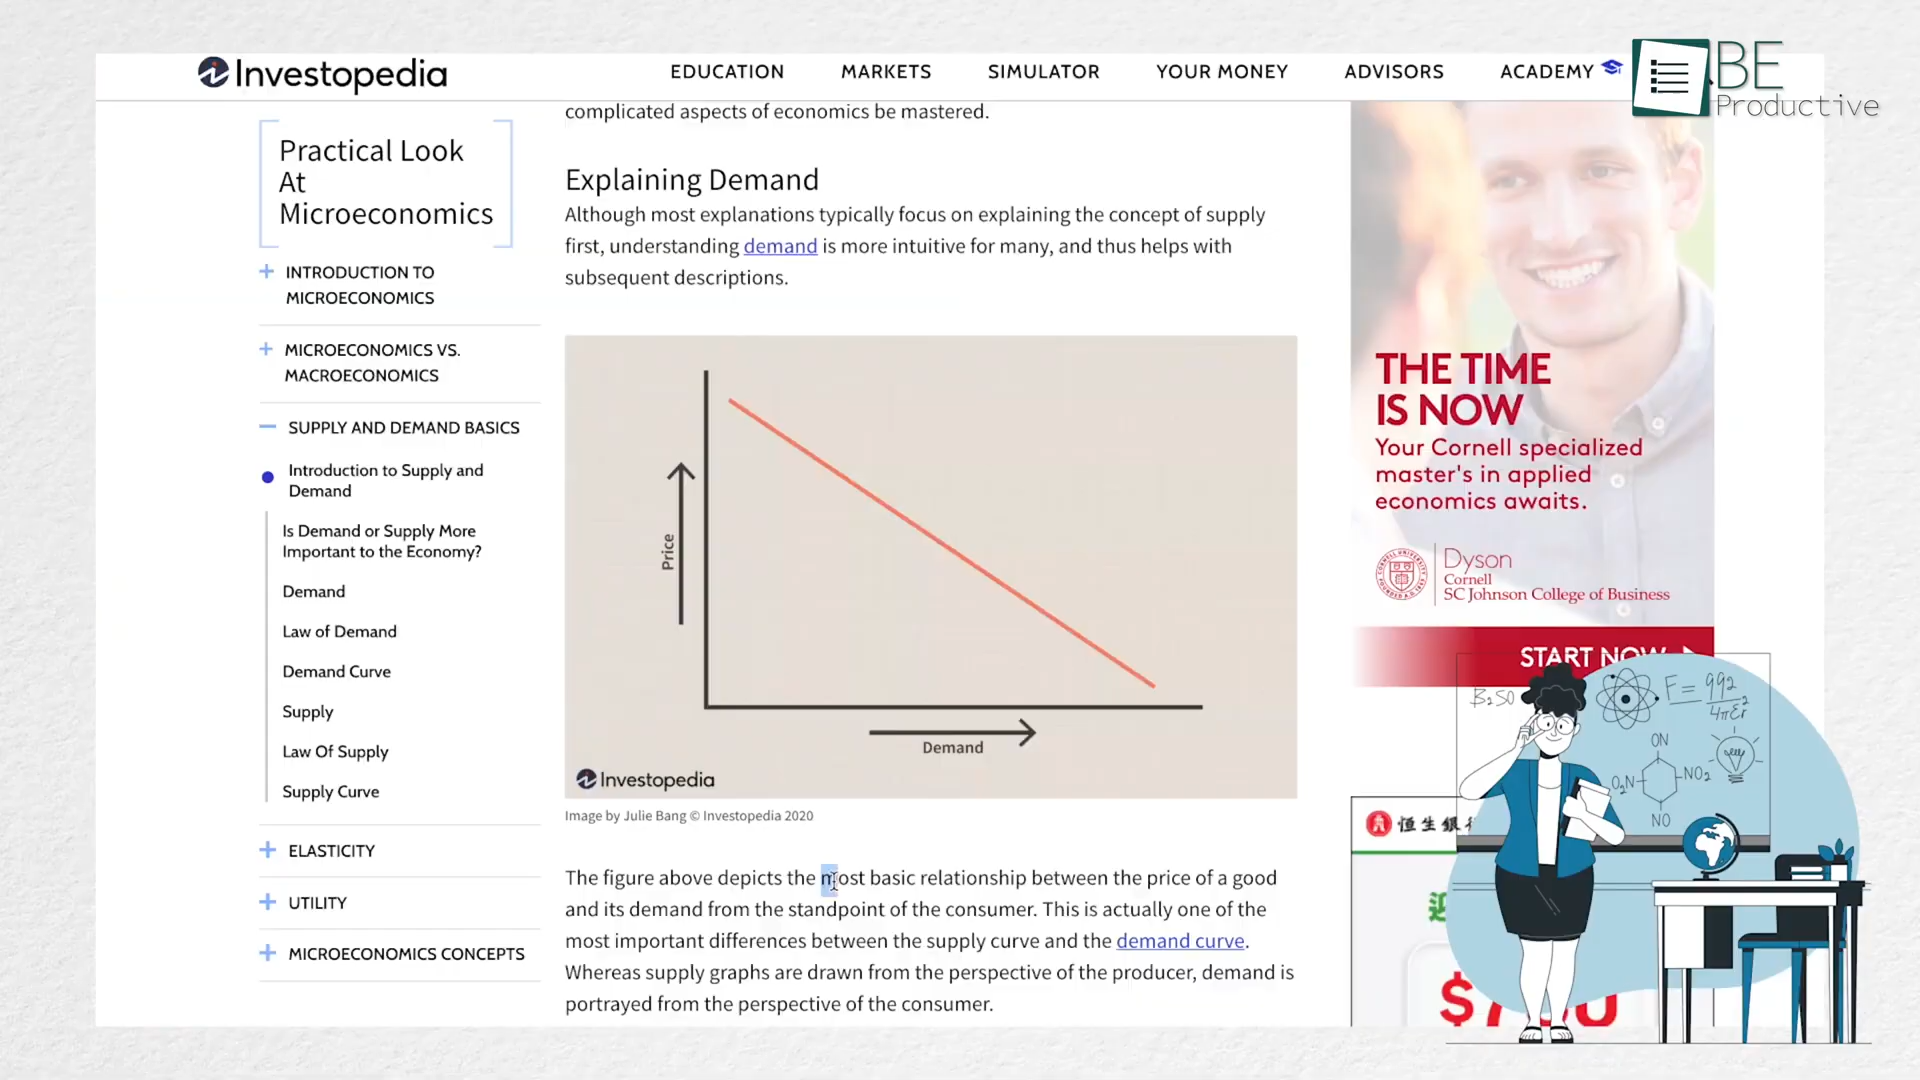 Investopedia
EDUCATION
MARKETS
SIMULATOR
YOUR MONEY
ADVISORS
ACADEMY
BE
Productive
Practical Look
At
Microeconomics
+ INTRODUCTION TO
MICROECONOMICS
+ MICROECONOMICS VS.
MACROECONOMICS
— SUPPLY AND DEMAND BASICS
Introduction to Supply and
Demand
Is Demand or Supply More
Important to the Economy?
Demand
Law of Demand
Demand Curve
Supply
Law Of Supply
Supply Curve
+ ELASTICITY
+ UTILITY
+ MICROECONOMICS CONCEPTS
complicated aspects of economics be mastered.
Explaining Demand
Although most explanations typically focus on explaining the concept of supply
first, understanding demand is more intuitive for many, and thus helps with
subsequent descriptions.
Price
Demand
Investopedia
Image by Julie Bang © Investopedia 2020
The figure above depicts the most basic relationship between the price of a good
and its demand from the standpoint of the consumer. This is actually one of the
most important differences between the supply curve and the demand curve.
Whereas supply graphs are drawn from the perspective of the producer, demand is
portrayed from the perspective of the consumer.
THE TIME
IS NOW
Your Cornell specialized
master's in applied
economics awaits.
Dyson
Cornell
SC Johnson College of Business
START NOW
恒生銀行
B₂SO
F = 992
4πEr²
ON
O₂N
NO₂
NO